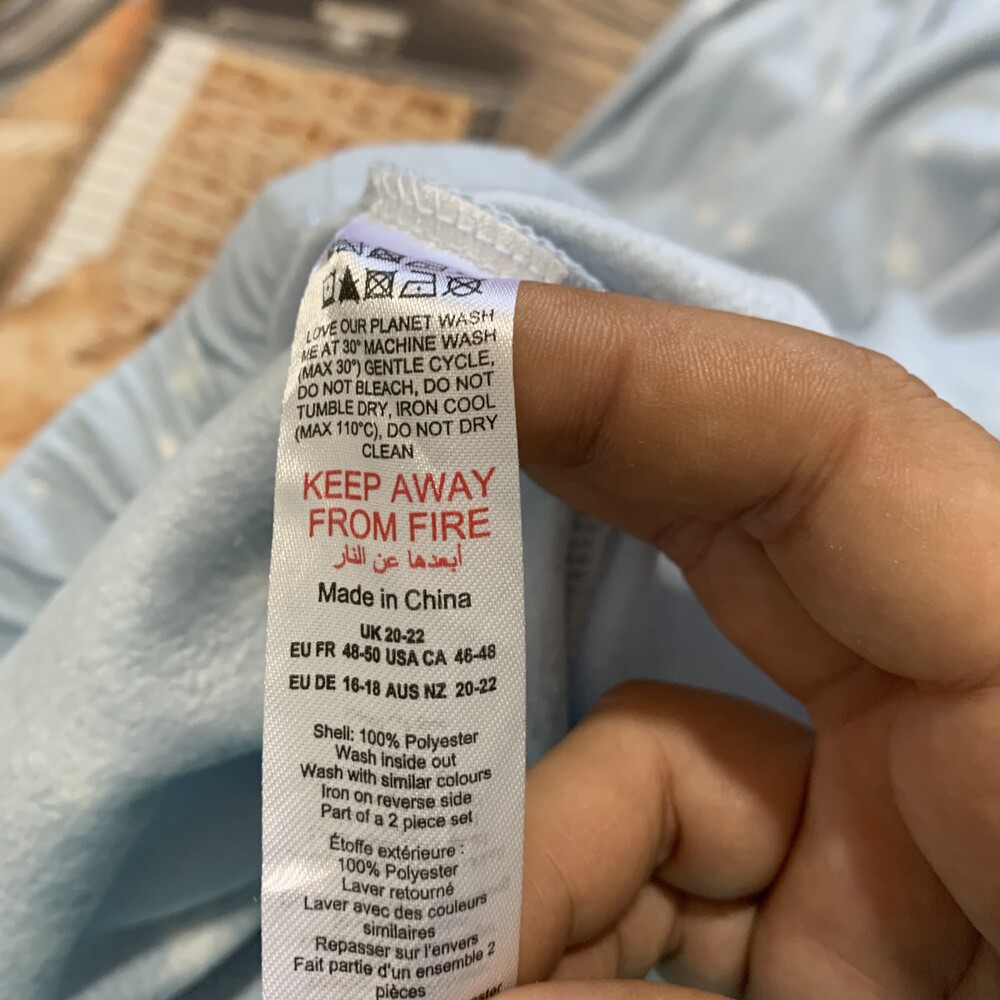 LOVE OUR PLANET WASH
ME AT 30° MACHINE WASH
(MAX 30°) GENTLE CYCLE,
DO NOT BLEACH, DO NOT
TUMBLE DRY, IRON COOL
(MAX 110°C), DO NOT DRY
CLEAN
KEEP AWAY
FROM FIRE
أبعدها عن النار
Made in China
UK 20-22
EU FR 48-50 USA CA 46-48
EU DE 16-18 AUS NZ 20-22
Shell: 100% Polyester
Wash inside out
Wash with similar colours
Iron on reverse side
Part of a 2 piece set
Étoffe extérieure :
100% Polyester
Laver retourné
Laver avec des couleurs
similaires
Repasser sur l'envers
Fait partie d'un ensemble 2
pièces